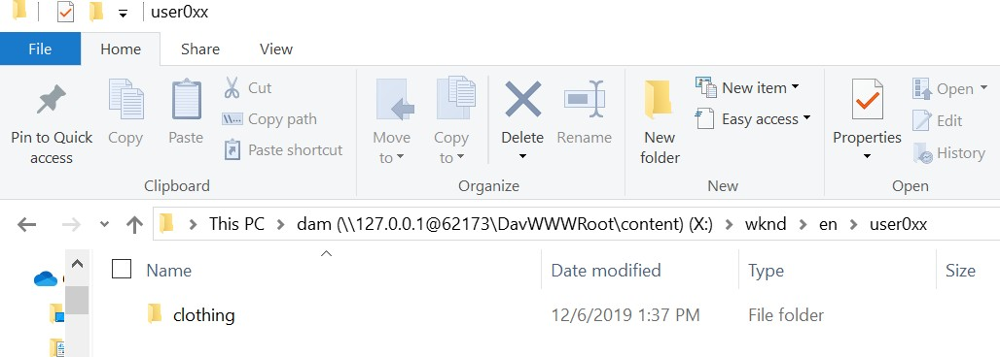 user0xx
File Home Share View
Pin to Quick access
Copy
Paste
Cut
Copy path
Paste shortcut
Clipboard
Move to
Copy to
Delete
Rename
Organize
New folder
New item
Easy access
New
Properties
Open
Edit
History
Open
This PC dam (\\127.0.0.1@62173\DavWWWRoot\content) (X:) wknd en user0xx
Name Date modified Type Size
clothing 12/6/2019 1:37 PM File folder